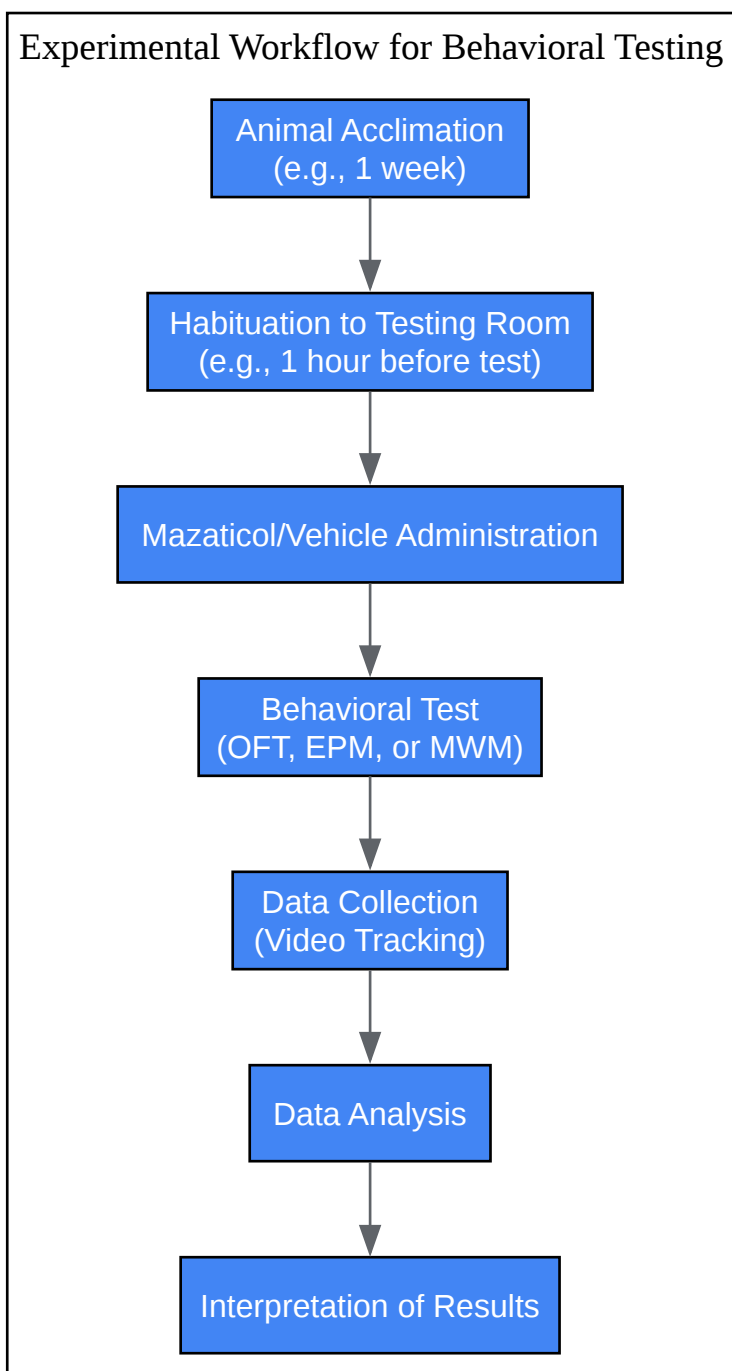 Experimental Workflow for Behavioral Testing
Animal Acclimation
(e.g., 1 week)
Habituation to Testing Room
(e.g., 1 hour before test)
Mazaticol/Vehicle Administration
Behavioral Test
(OFT, EPM, or MWM)
Data Collection
(Video Tracking)
Data Analysis
Interpretation of Results